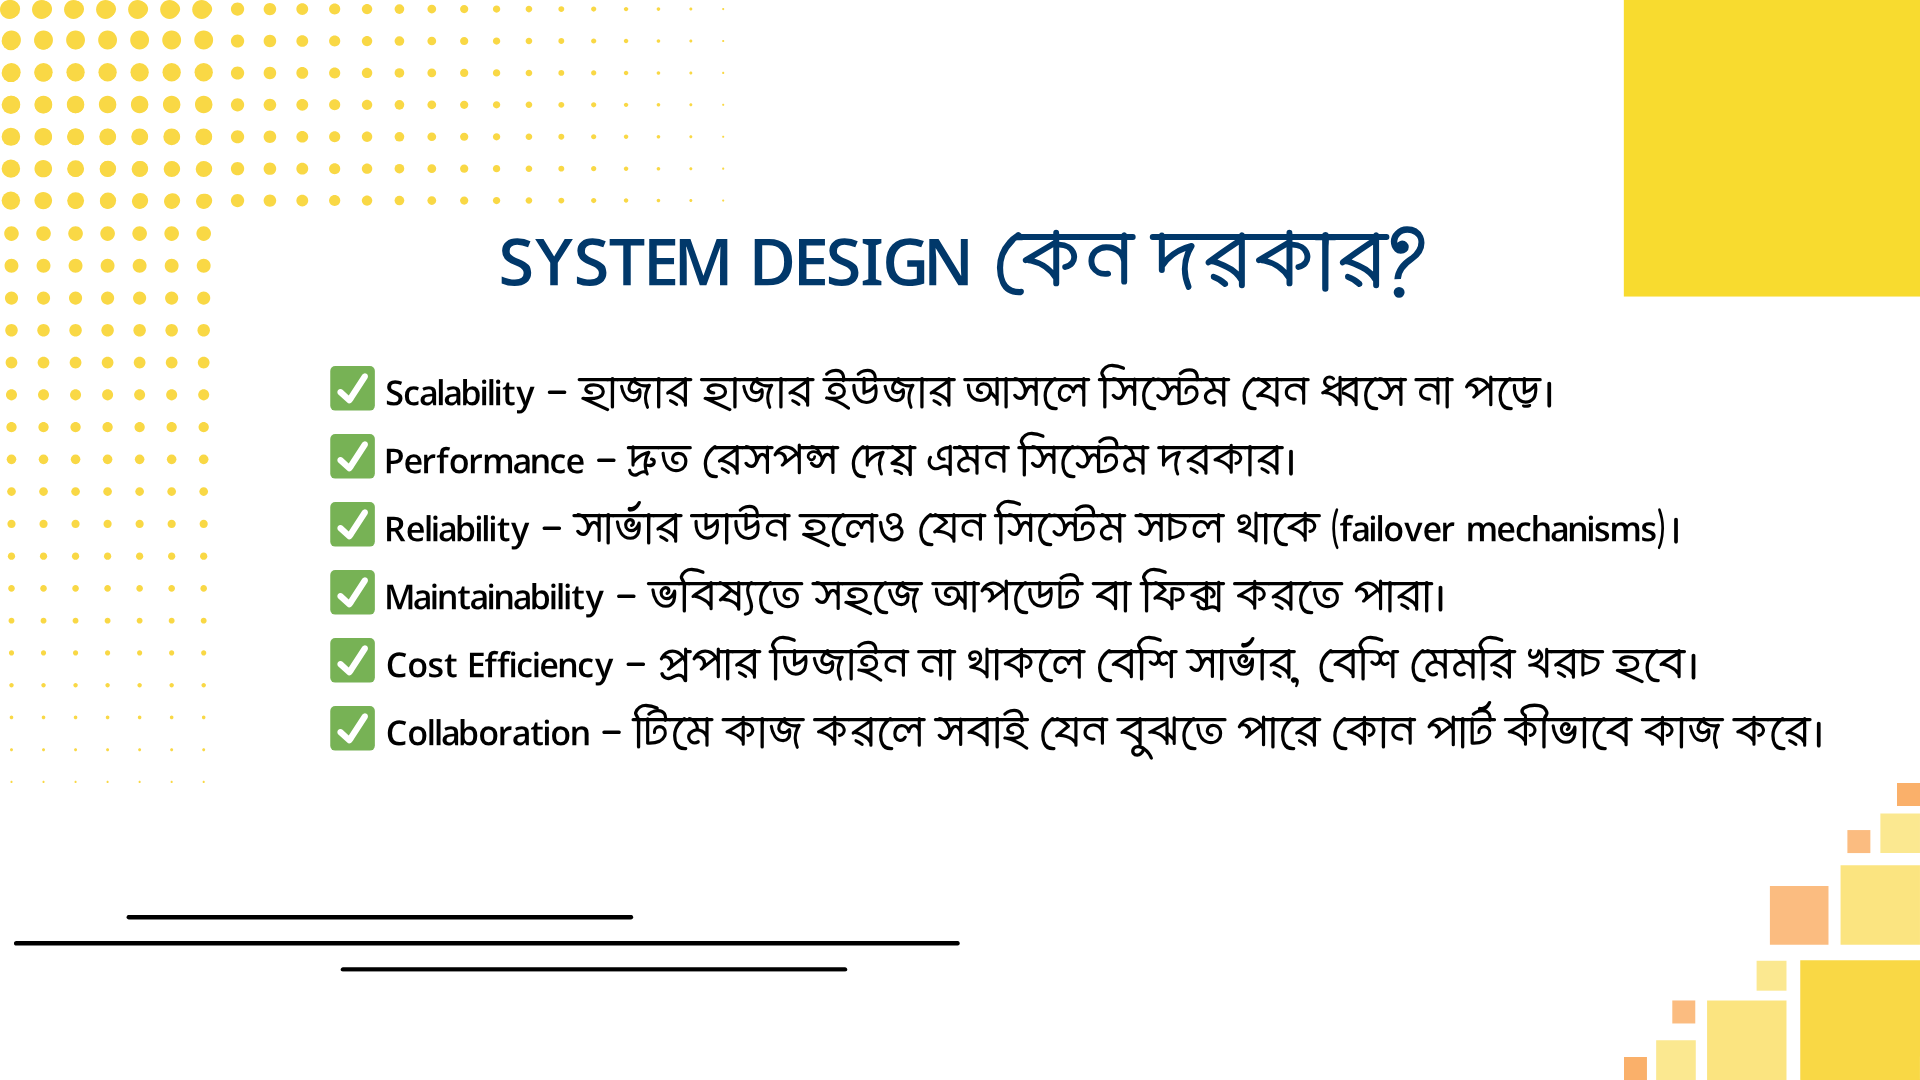 SYSTEM DESIGN কেন দরকার?
✅ Scalability – হাজার হাজার ইউজার আসলে সিস্টেম যেন ধ্বসে না পড়ে।
✅ Performance – দ্রুত রেসপন্স দেয় এমন সিস্টেম দরকার।
✅ Reliability – সার্ভার ডাউন হলেও যেন সিস্টেম সচল থাকে (failover mechanisms)।
✅ Maintainability – ভবিষ্যতে সহজে আপডেট বা ফিক্স করতে পারা।
✅ Cost Efficiency – প্রপার ডিজাইন না থাকলে বেশি সার্ভার, বেশি মেমরি খরচ হবে।
✅ Collaboration – টিমে কাজ করলে সবাই যেন বুঝতে পারে কোন পার্ট কীভাবে কাজ করে।